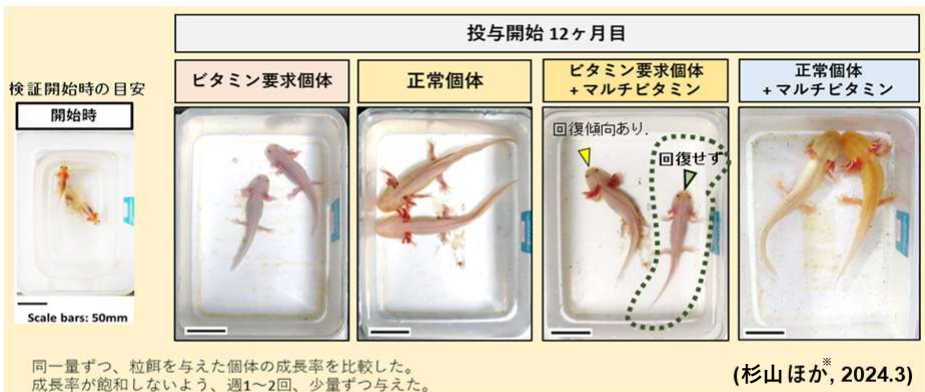 投与開始 12ヶ月目
検証開始時の目安
開始時
ビタミン要求個体
正常個体
ビタミン要求個体
+ マルチビタミン
正常個体
+ マルチビタミン
回復傾向あり.
回復せず
Scale bars: 50mm
同一量ずつ、粒餌を与えた個体の成長率を比較した。
成長率が飽和しないよう、週1～2回、少量ずつ与えた。
(杉山ほか※, 2024.3)